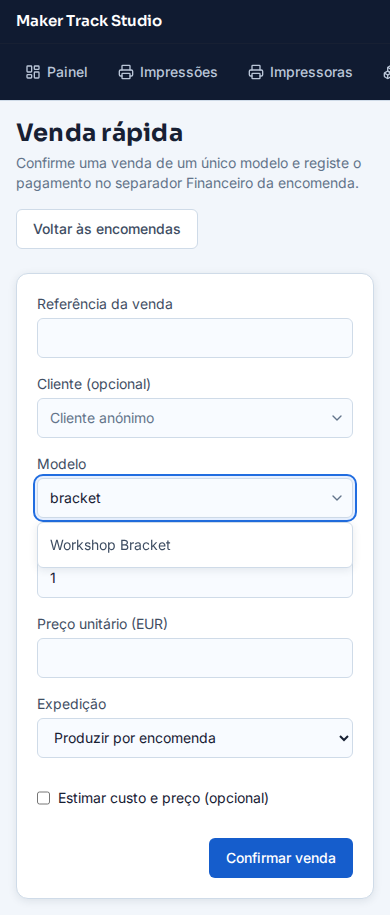 Maker Track Studio
Painel Impressões Impressoras
Venda rápida
Confirme uma venda de um único modelo e registe o
pagamento no separador Financeiro da encomenda.
Voltar às encomendas
Referência da venda
Cliente (opcional)
Cliente anónimo
Modelo
bracket
Workshop Bracket
1
Preço unitário (EUR)
Expedição
Produzir por encomenda
Estimar custo e preço (opcional)
Confirmar venda